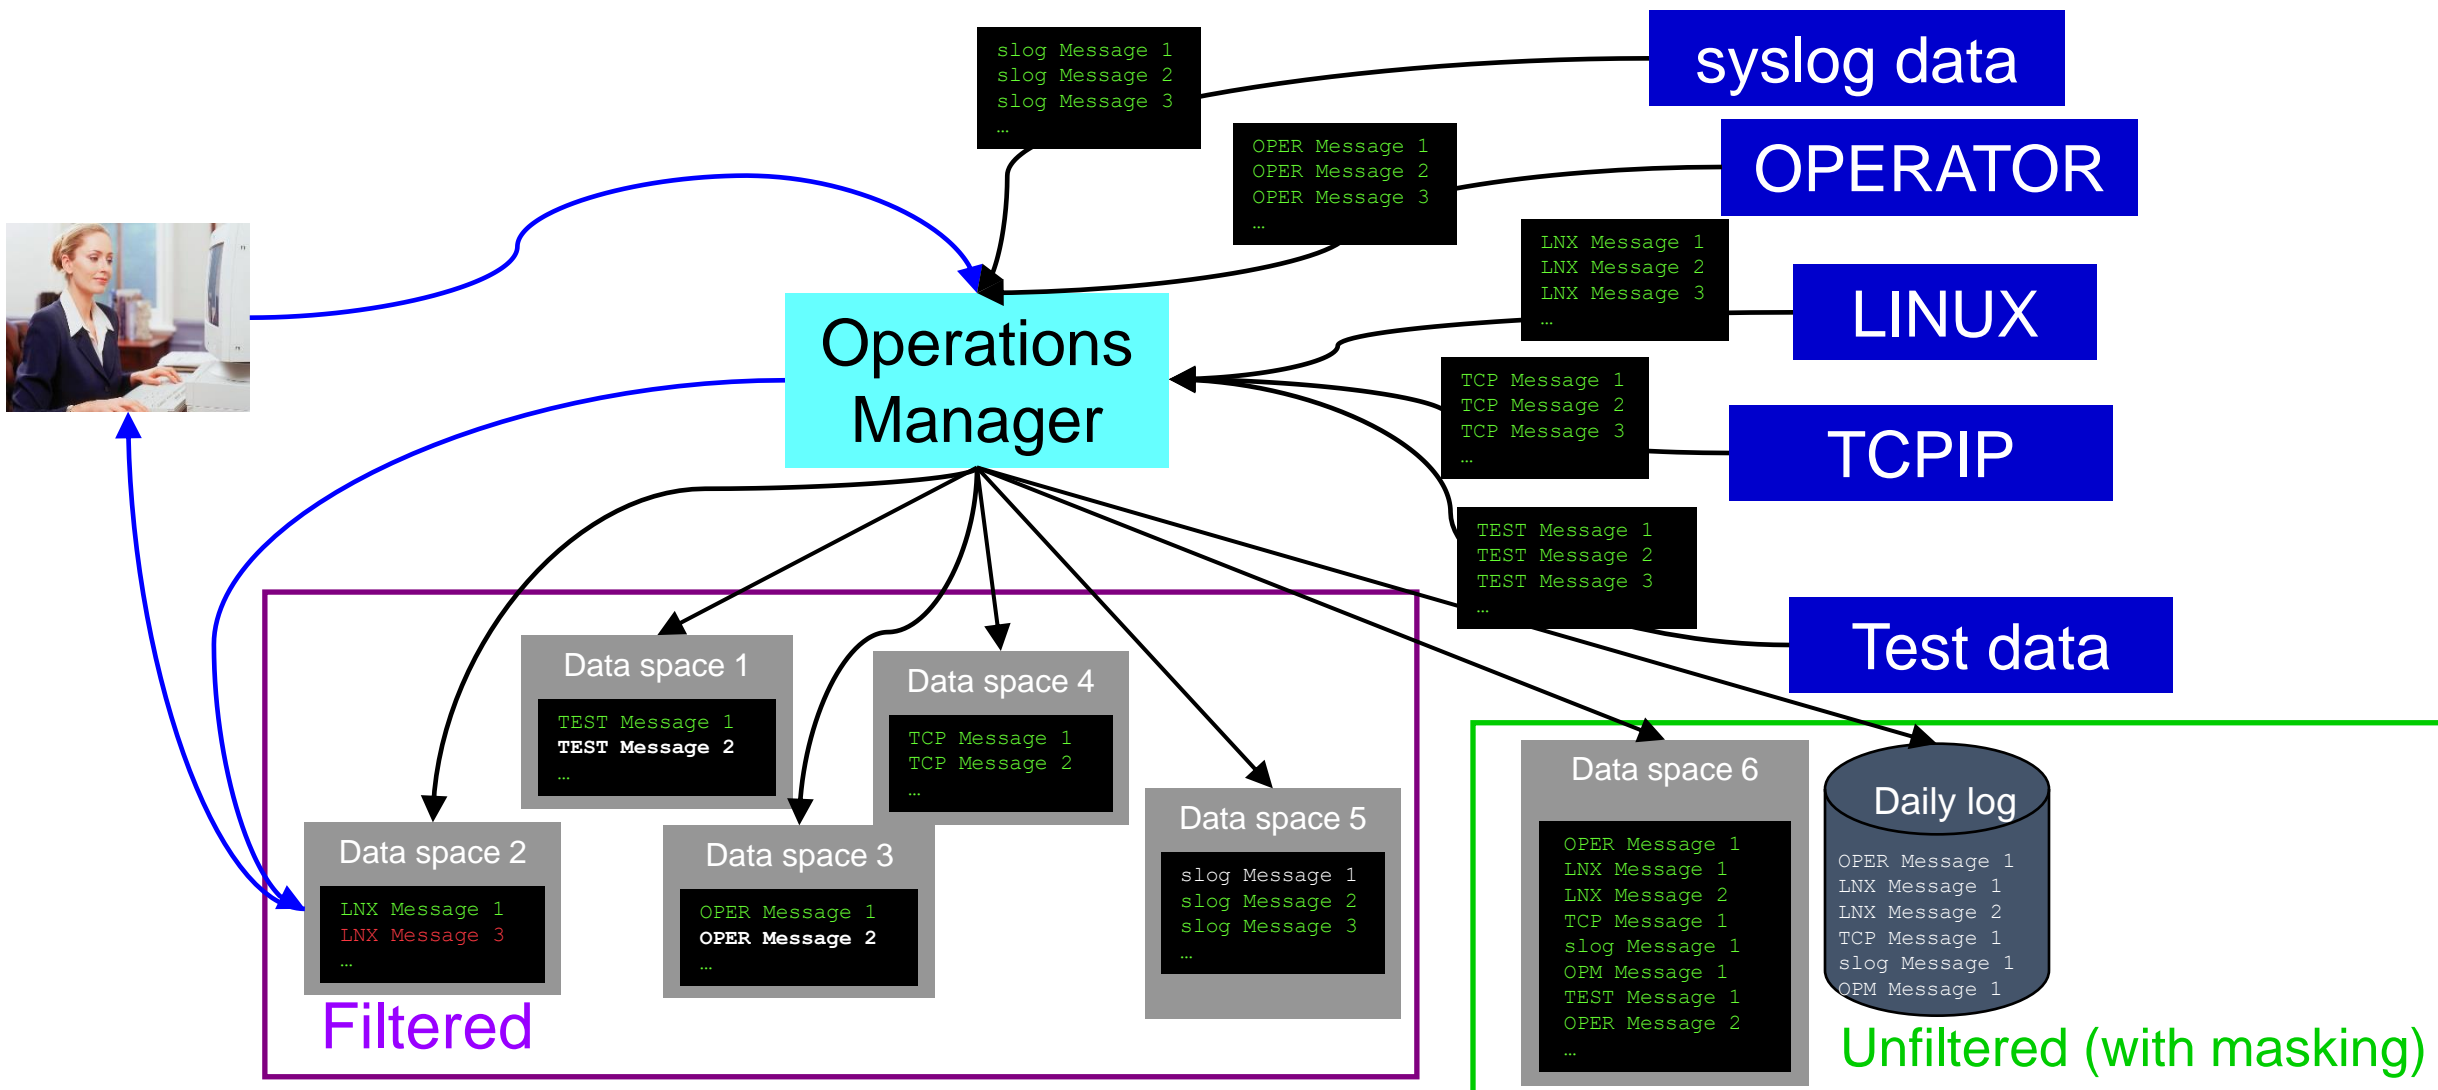 slog Message 1
slog Message 2
slog Message 3
…
syslog data
OPER Message 1
OPER Message 2
OPER Message 3
…
OPERATOR
LNX Message 1
LNX Message 2
LNX Message 3
…
LINUX
Operations
Manager
TCP Message 1
TCP Message 2
TCP Message 3
…
TCPIP
TEST Message 1
TEST Message 2
TEST Message 3
…
Test data
Data space 1
TEST Message 1
TEST Message 2
…
Data space 4
TCP Message 1
TCP Message 2
…
Data space 2
LNX Message 1
LNX Message 3
…
Data space 3
OPER Message 1
OPER Message 2
…
Data space 5
slog Message 1
slog Message 2
slog Message 3
…
Filtered
Data space 6
OPER Message 1
LNX Message 1
LNX Message 2
TCP Message 1
slog Message 1
OPM Message 1
TEST Message 1
OPER Message 2
…
Daily log
OPER Message 1
LNX Message 1
LNX Message 2
TCP Message 1
slog Message 1
OPM Message 1
Unfiltered (with masking)